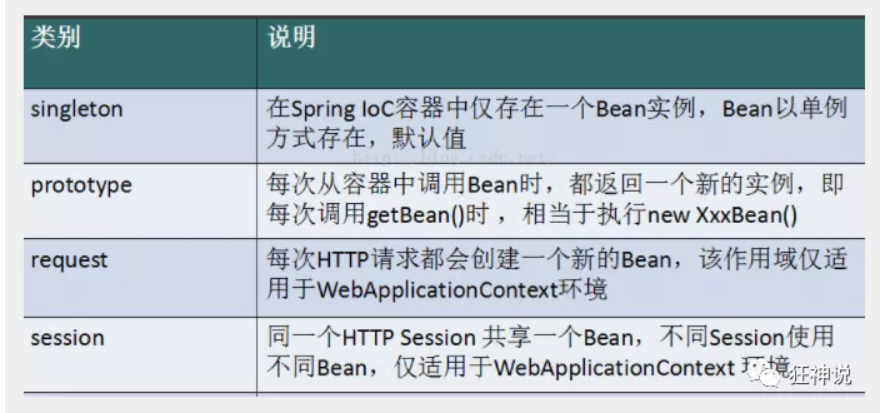 类别 说明
singleton 在Spring IoC容器中仅存在一个Bean实例，Bean以单例
方式存在，默认值
http://blog.csdn.net/
prototype 每次从容器中调用Bean时，都返回一个新的实例，即
每次调用getBean()时，相当于执行new XxxBean()
request 每次HTTP请求都会创建一个新的Bean，该作用域仅适
用于WebApplicationContext环境
session 同一个HTTP Session 共享一个Bean，不同Session使用
不同Bean，仅适用于WebApplicationContext 环境
狂神说